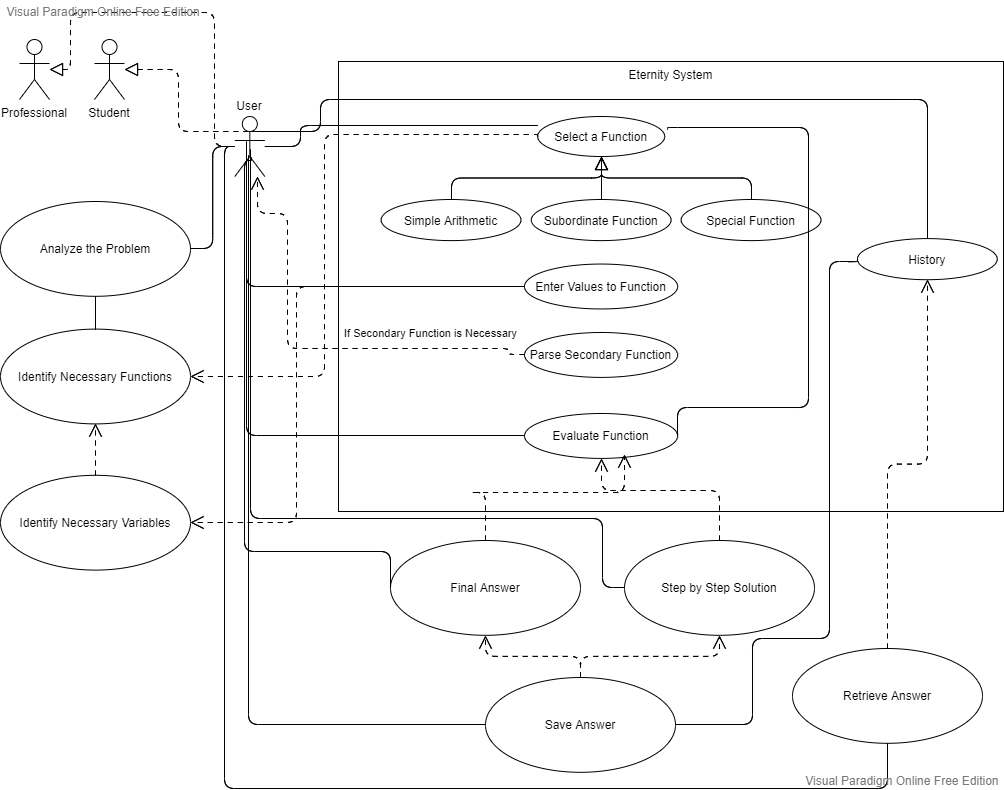 Visual Paradigm Online Free Edition
Eternity System
User
Professional
Student
Select a Function
Simple Arithmetic
Subordinate Function
Special Function
Analyze the Problem
History
Enter Values to Function
If Secondary Function is Necessary
Parse Secondary Function
Identify Necessary Functions
Evaluate Function
Identify Necessary Variables
Final Answer
Step by Step Solution
Retrieve Answer
Save Answer
Visual Paradigm Online Free Edition